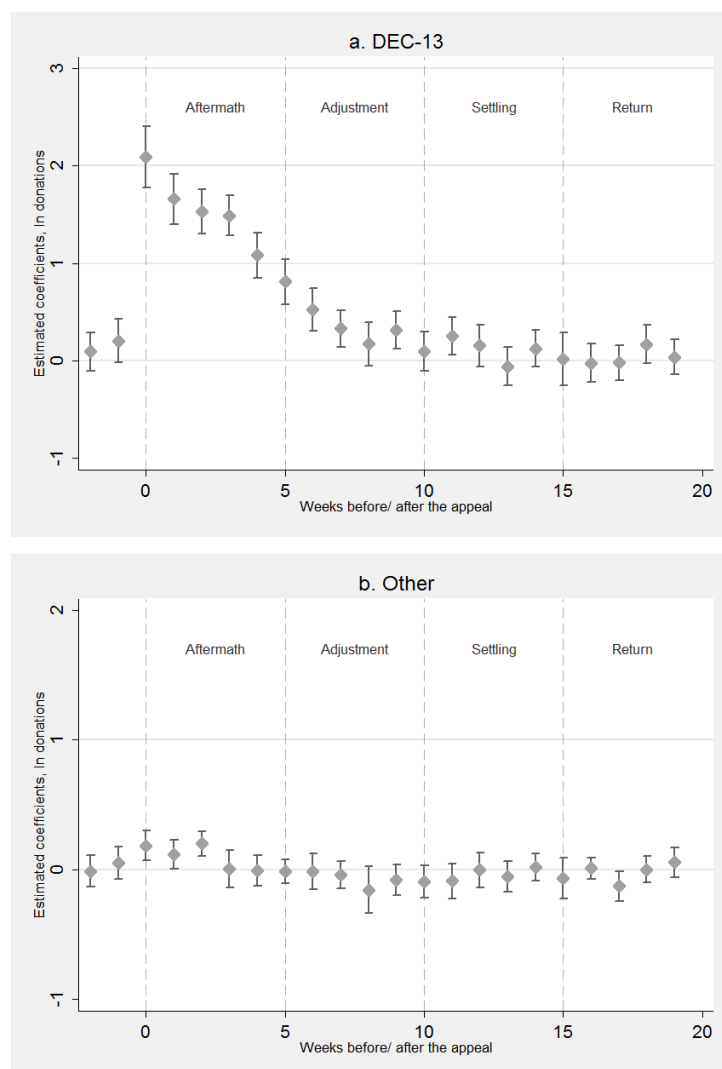 a. DEC-13
3
2
1
0
-1
Estimated coefficients, ln donations
Aftermath Adjustment Settling Return
0 5 10 15 20
Weeks before/ after the appeal
b. Other
2
1
0
-1
Estimated coefficients, ln donations
Aftermath Adjustment Settling Return
0 5 10 15 20
Weeks before/ after the appeal